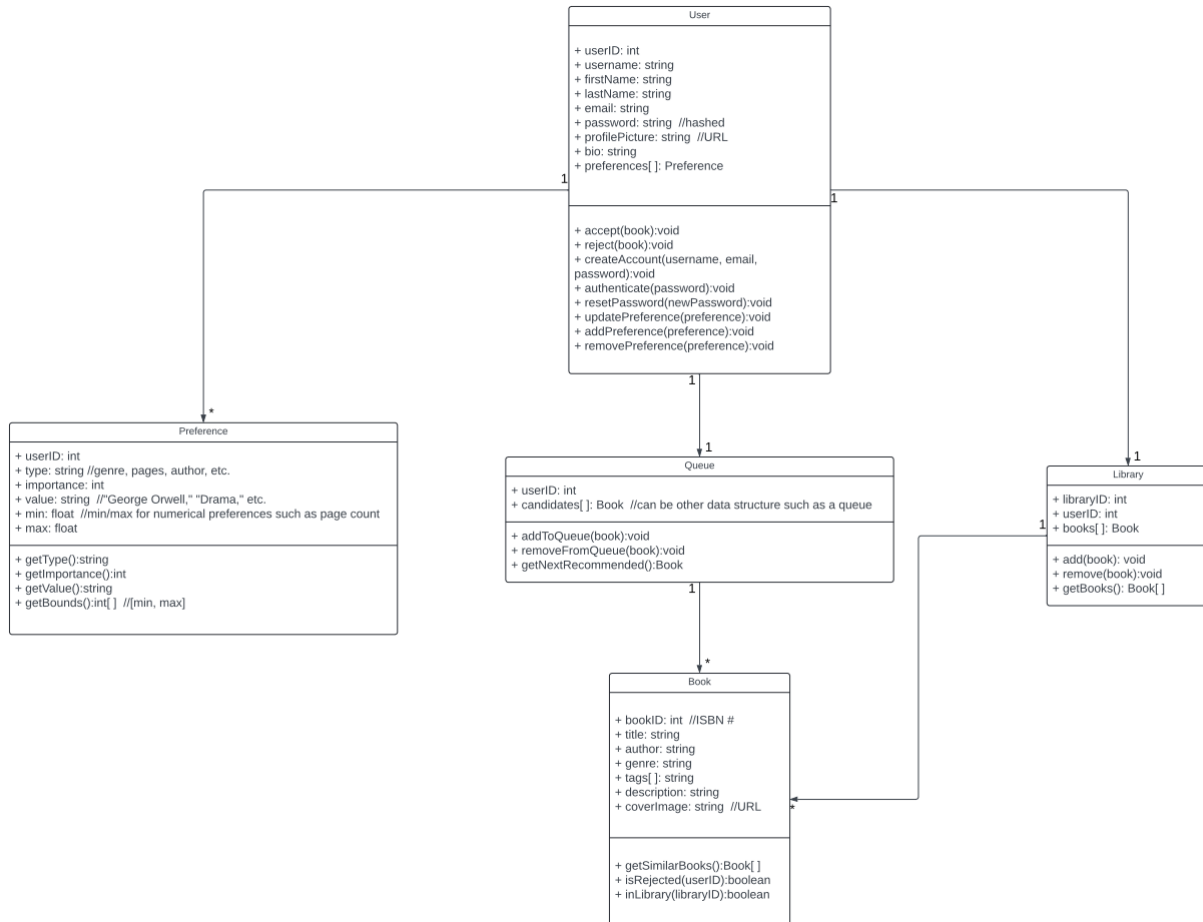 User
+ userID: int
+ username: string
+ firstName: string
+ lastName: string
+ email: string
+ password: string  //hashed
+ profilePicture: string  //URL
+ bio: string
+ preferences[ ]: Preference
1
1
+ accept(book):void
+ reject(book):void
+ createAccount(username, email,
password):void
+ authenticate(password):void
+ resetPassword(newPassword):void
+ updatePreference(preference):void
+ addPreference(preference):void
+ removePreference(preference):void
1
*
Preference
+ userID: int
+ type: string //genre, pages, author, etc.
+ importance: int
+ value: string  //"George Orwell," "Drama," etc.
+ min: float  //min/max for numerical preferences such as page count
+ max: float
+ getType():string
+ getImportance():int
+ getValue():string
+ getBounds():int[ ]  //[min, max]
1
Queue
+ userID: int
+ candidates[ ]: Book  //can be other data structure such as a queue
+ addToQueue(book):void
+ removeFromQueue(book):void
+ getNextRecommended():Book
1
1
Library
+ libraryID: int
+ userID: int
+ books[ ]: Book
1
+ add(book): void
+ remove(book):void
+ getBooks(): Book[ ]
*
Book
+ bookID: int  //ISBN #
+ title: string
+ author: string
+ genre: string
+ tags[ ]: string
+ description: string
+ coverImage: string  //URL
*
+ getSimilarBooks():Book[ ]
+ isRejected(userID):boolean
+ inLibrary(libraryID):boolean